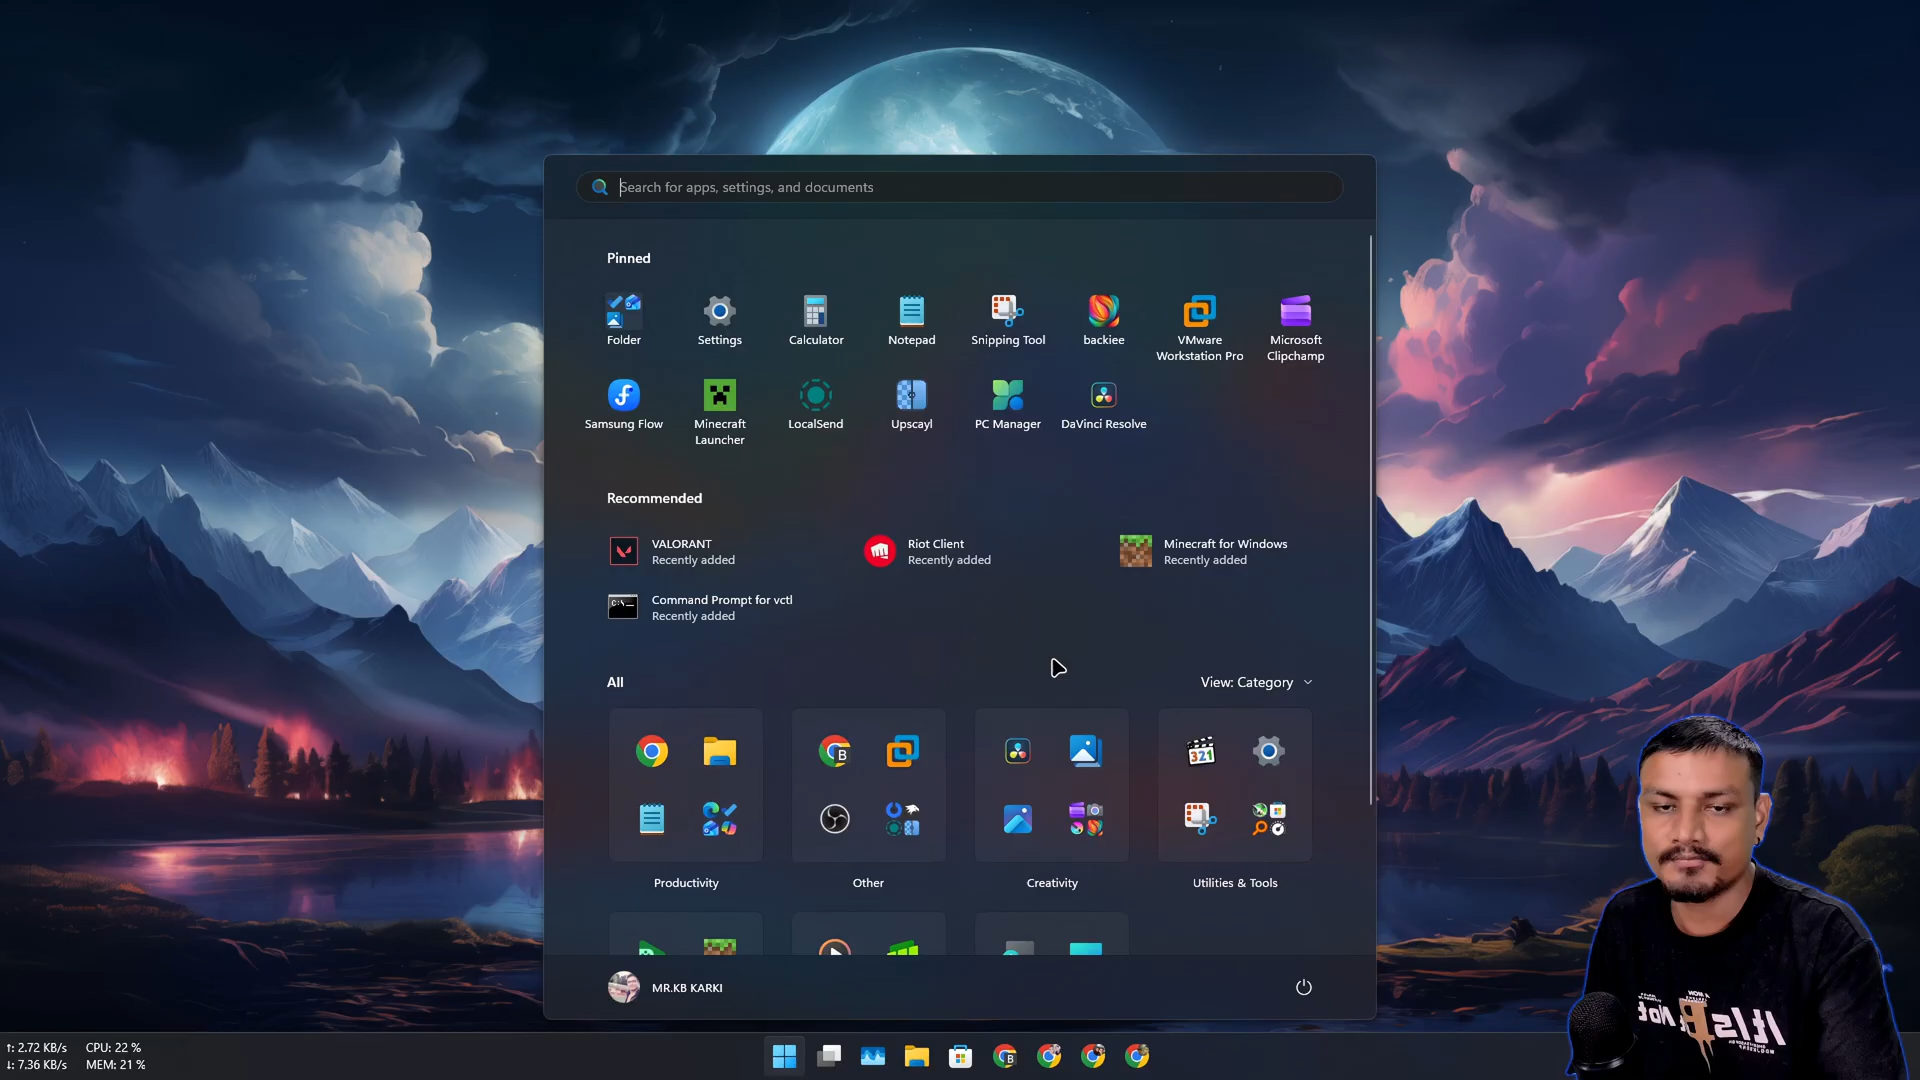 Search for apps, settings, and documents
Pinned
Folder
Settings
Calculator
Notepad
Snipping Tool
backiee
VMware
Workstation Pro
Microsoft
Clipchamp
Samsung Flow
Minecraft
Launcher
LocalSend
Upscayl
PC Manager
DaVinci Resolve
Recommended
VALORANT
Recently added
Riot Client
Recently added
Minecraft for Windows
Recently added
Command Prompt for vctl
Recently added
All
View: Category
B
321
Productivity
Other
Creativity
Utilities & Tools
MR.KB KARKI
↑: 2.72 KB/s
CPU: 22 %
↓: 7.36 KB/s
MEM: 21 %
B
It/s
Not